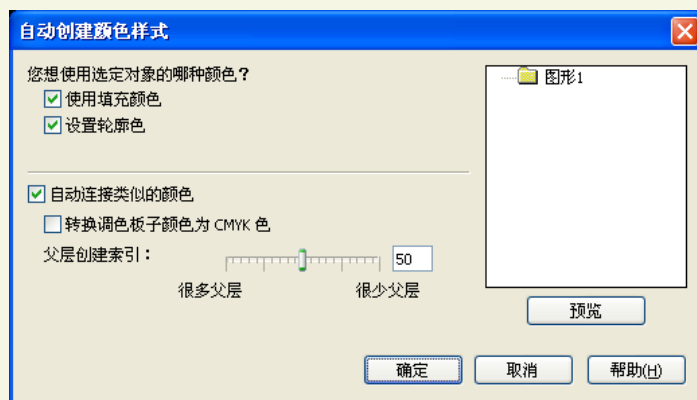 自动创建颜色样式
您想使用选定对象的哪种颜色？
使用填充颜色
设置轮廓色
自动连接类似的颜色
转换调色板子颜色为 CMYK 色
父层创建索引： 50
很多父层 很少父层
图形1
预览
确定 取消 帮助(H)